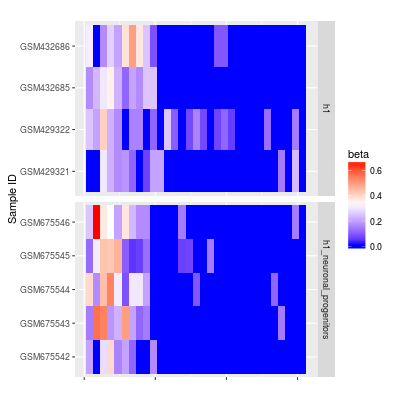 Sample ID
GSM432686
GSM432685
GSM429322
GSM429321
h1
GSM675546
GSM675545
GSM675544
GSM675543
GSM675542
h1_neuronal_progenitors
beta
0.6
0.4
0.2
0.0